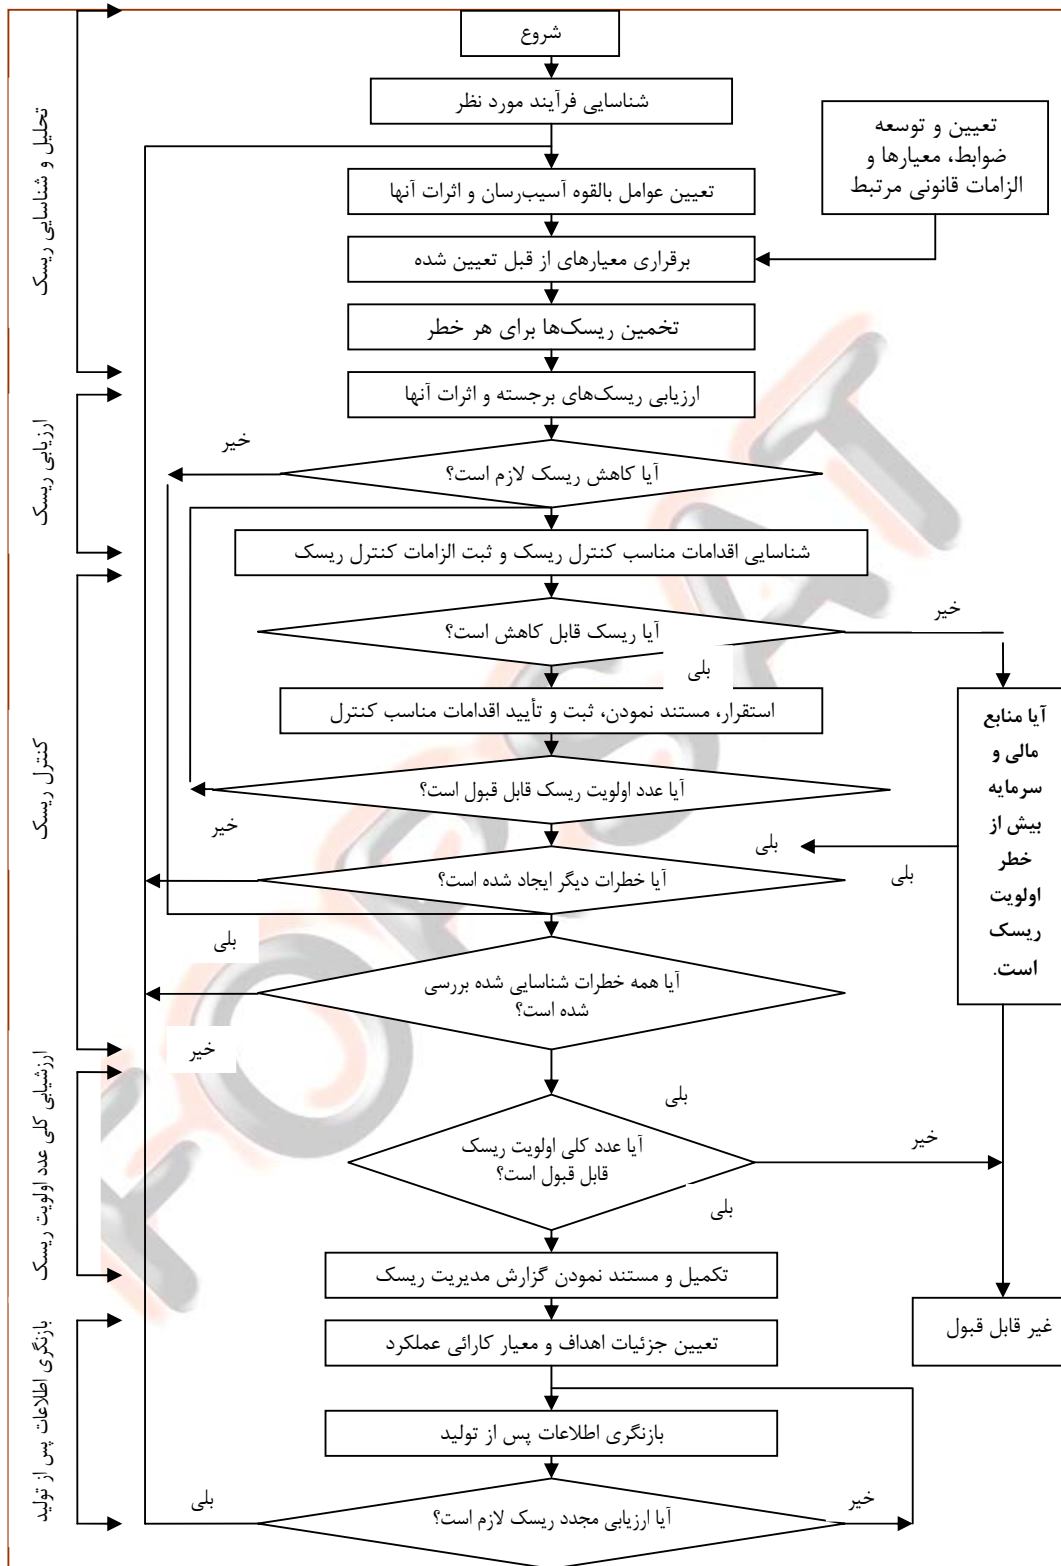 شروع
شناسایی فرآیند مورد نظر
تعیین و توسعه
ضوابط، معیارها و
الزامات قانونی مرتبط
تعیین عوامل بالقوه آسیب‌رسان و اثرات آنها
برقراری معیارهای از قبل تعیین شده
تخمین ریسک‌ها برای هر خطر
تحلیل و شناسایی ریسک
ارزیابی ریسک‌های برجسته و اثرات آنها
خیر
آیا کاهش ریسک لازم است؟
ارزیابی ریسک
شناسایی اقدامات مناسب کنترل ریسک و ثبت الزامات کنترل ریسک
خیر
آیا ریسک قابل کاهش است؟
بلی
استقرار، مستند نمودن، ثبت و تأیید اقدامات مناسب کنترل
آیا منابع
مالی و
سرمایه
بیش از
خطر
اولویت
ریسک
است.
کنترل ریسک
آیا عدد اولویت ریسک قابل قبول است؟
خیر
بلی
بلی
آیا خطرات دیگر ایجاد شده است؟
بلی
آیا همه خطرات شناسایی شده بررسی
شده است؟
خیر
بلی
آیا عدد کلی اولویت ریسک
قابل قبول است؟
خیر
بلی
ارزشیابی کلی عدد اولویت ریسک
تکمیل و مستند نمودن گزارش مدیریت ریسک
غیر قابل قبول
تعیین جزئیات اهداف و معیار کارائی عملکرد
بازنگری اطلاعات پس از تولید
بازنگری اطلاعات پس از تولید
بلی
خیر
آیا ارزیابی مجدد ریسک لازم است؟
FORSAT